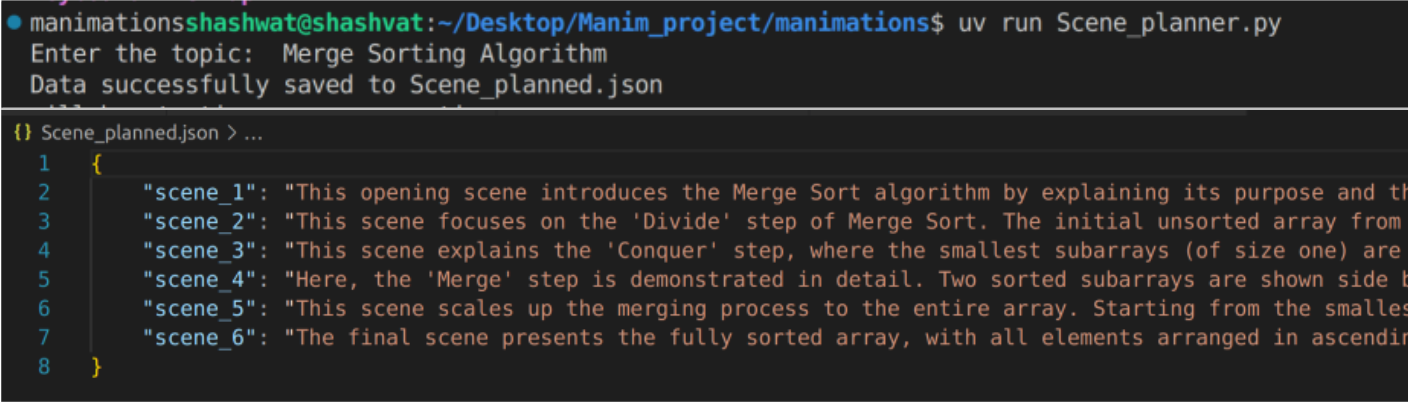 manimationsshashwat@shashvat:~/Desktop/Manim_project/manimations$ uv run Scene_planner.py
Enter the topic:  Merge Sorting Algorithm
Data successfully saved to Scene_planned.json
{} Scene_planned.json > ...
1 {
2 "scene_1": "This opening scene introduces the Merge Sort algorithm by explaining its purpose and
3 "scene_2": "This scene focuses on the 'Divide' step of Merge Sort. The initial unsorted array from
4 "scene_3": "This scene explains the 'Conquer' step, where the smallest subarrays (of size one) are
5 "scene_4": "Here, the 'Merge' step is demonstrated in detail. Two sorted subarrays are shown side
6 "scene_5": "This scene scales up the merging process to the entire array. Starting from the
7 "scene_6": "The final scene presents the fully sorted array, with all elements arranged in
8 }